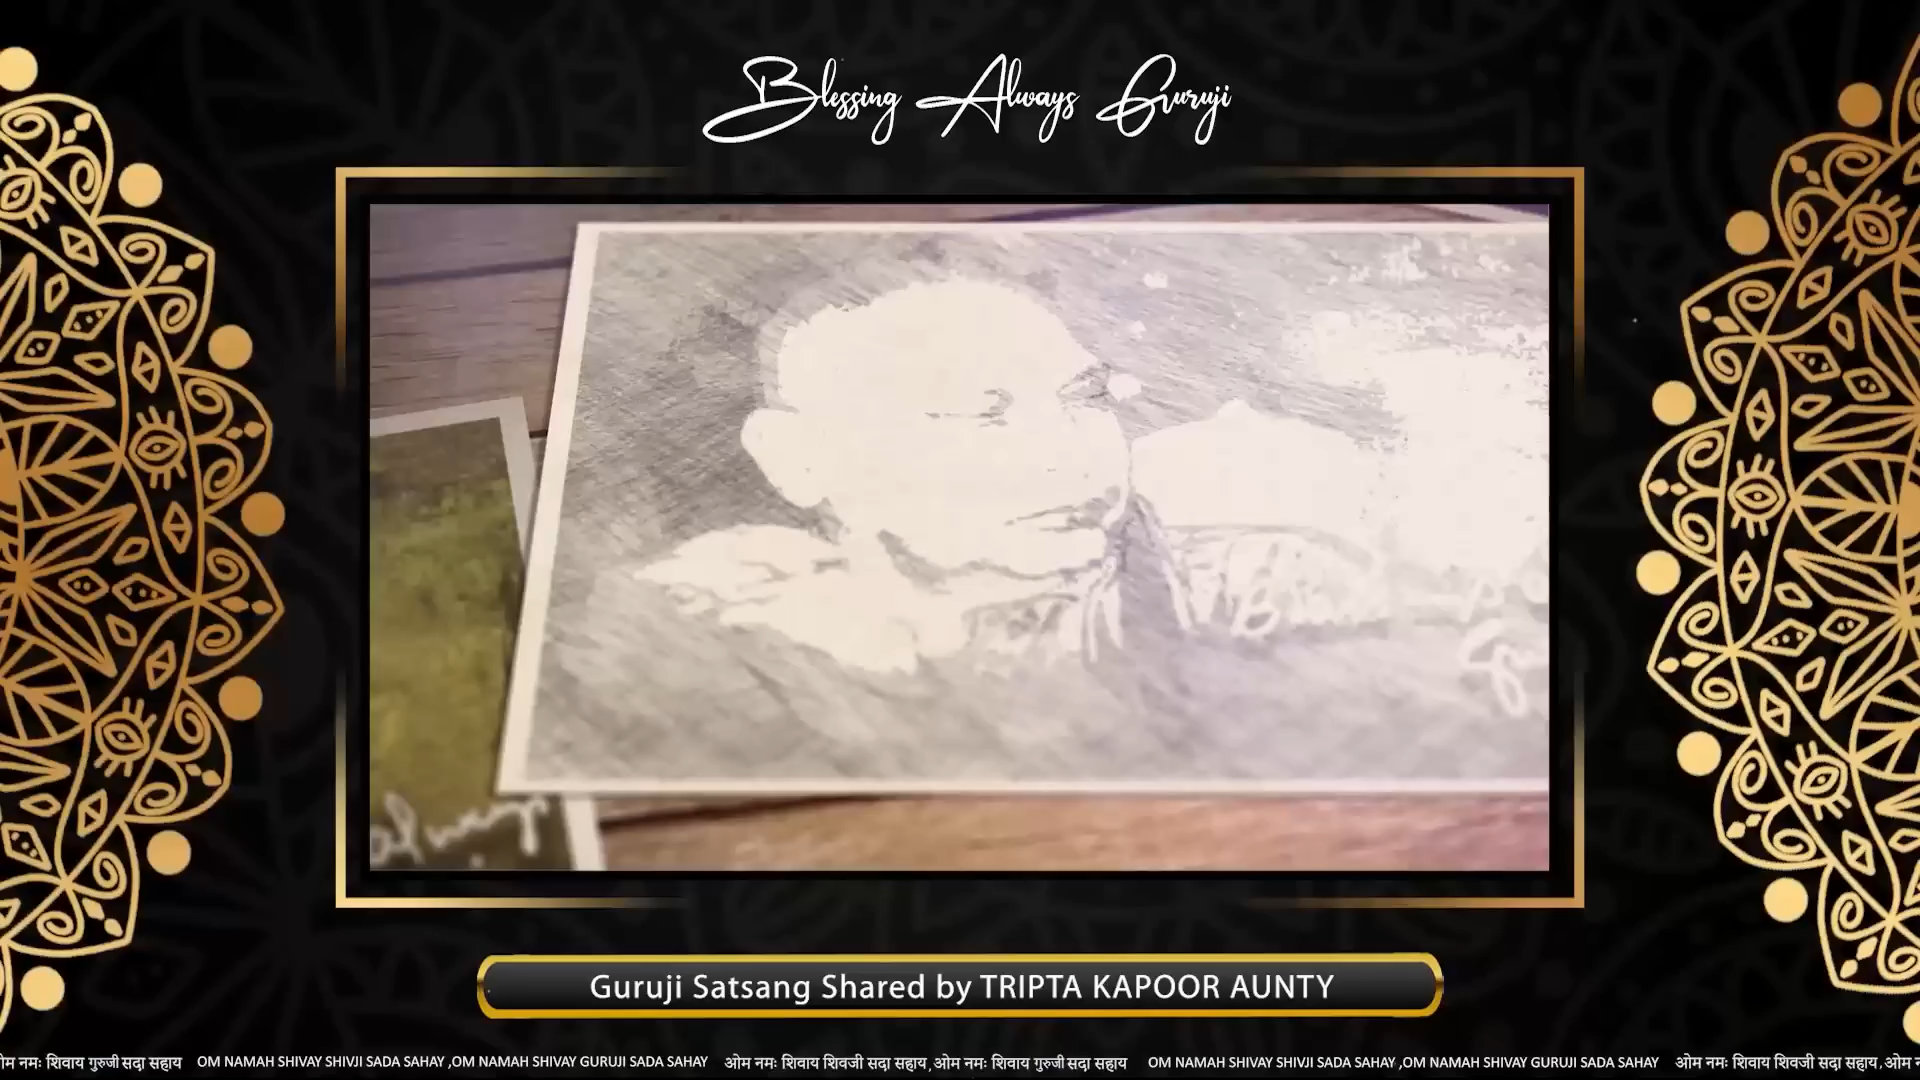 Blessing Always Guruji
always
Guruji Satsang Shared by TRIPTA KAPOOR AUNTY
ओम नमः शिवाय गुरुजी सदा सहाय OM NAMAH SHIVAY SHIVJI SADA SAHAY ,OM NAMAH SHIVAY GURUJI SADA SAHAY ओम नमः शिवाय शिवजी सदा सहाय ,ओम नमः शिवाय गुरुजी सदा सहाय OM NAMAH SHIVAY SHIVJI SADA SAHAY ,OM NAMAH SHIVAY GURUJI SADA SAHAY ओम नमः शिवाय शिवजी सदा सहाय ,ओम